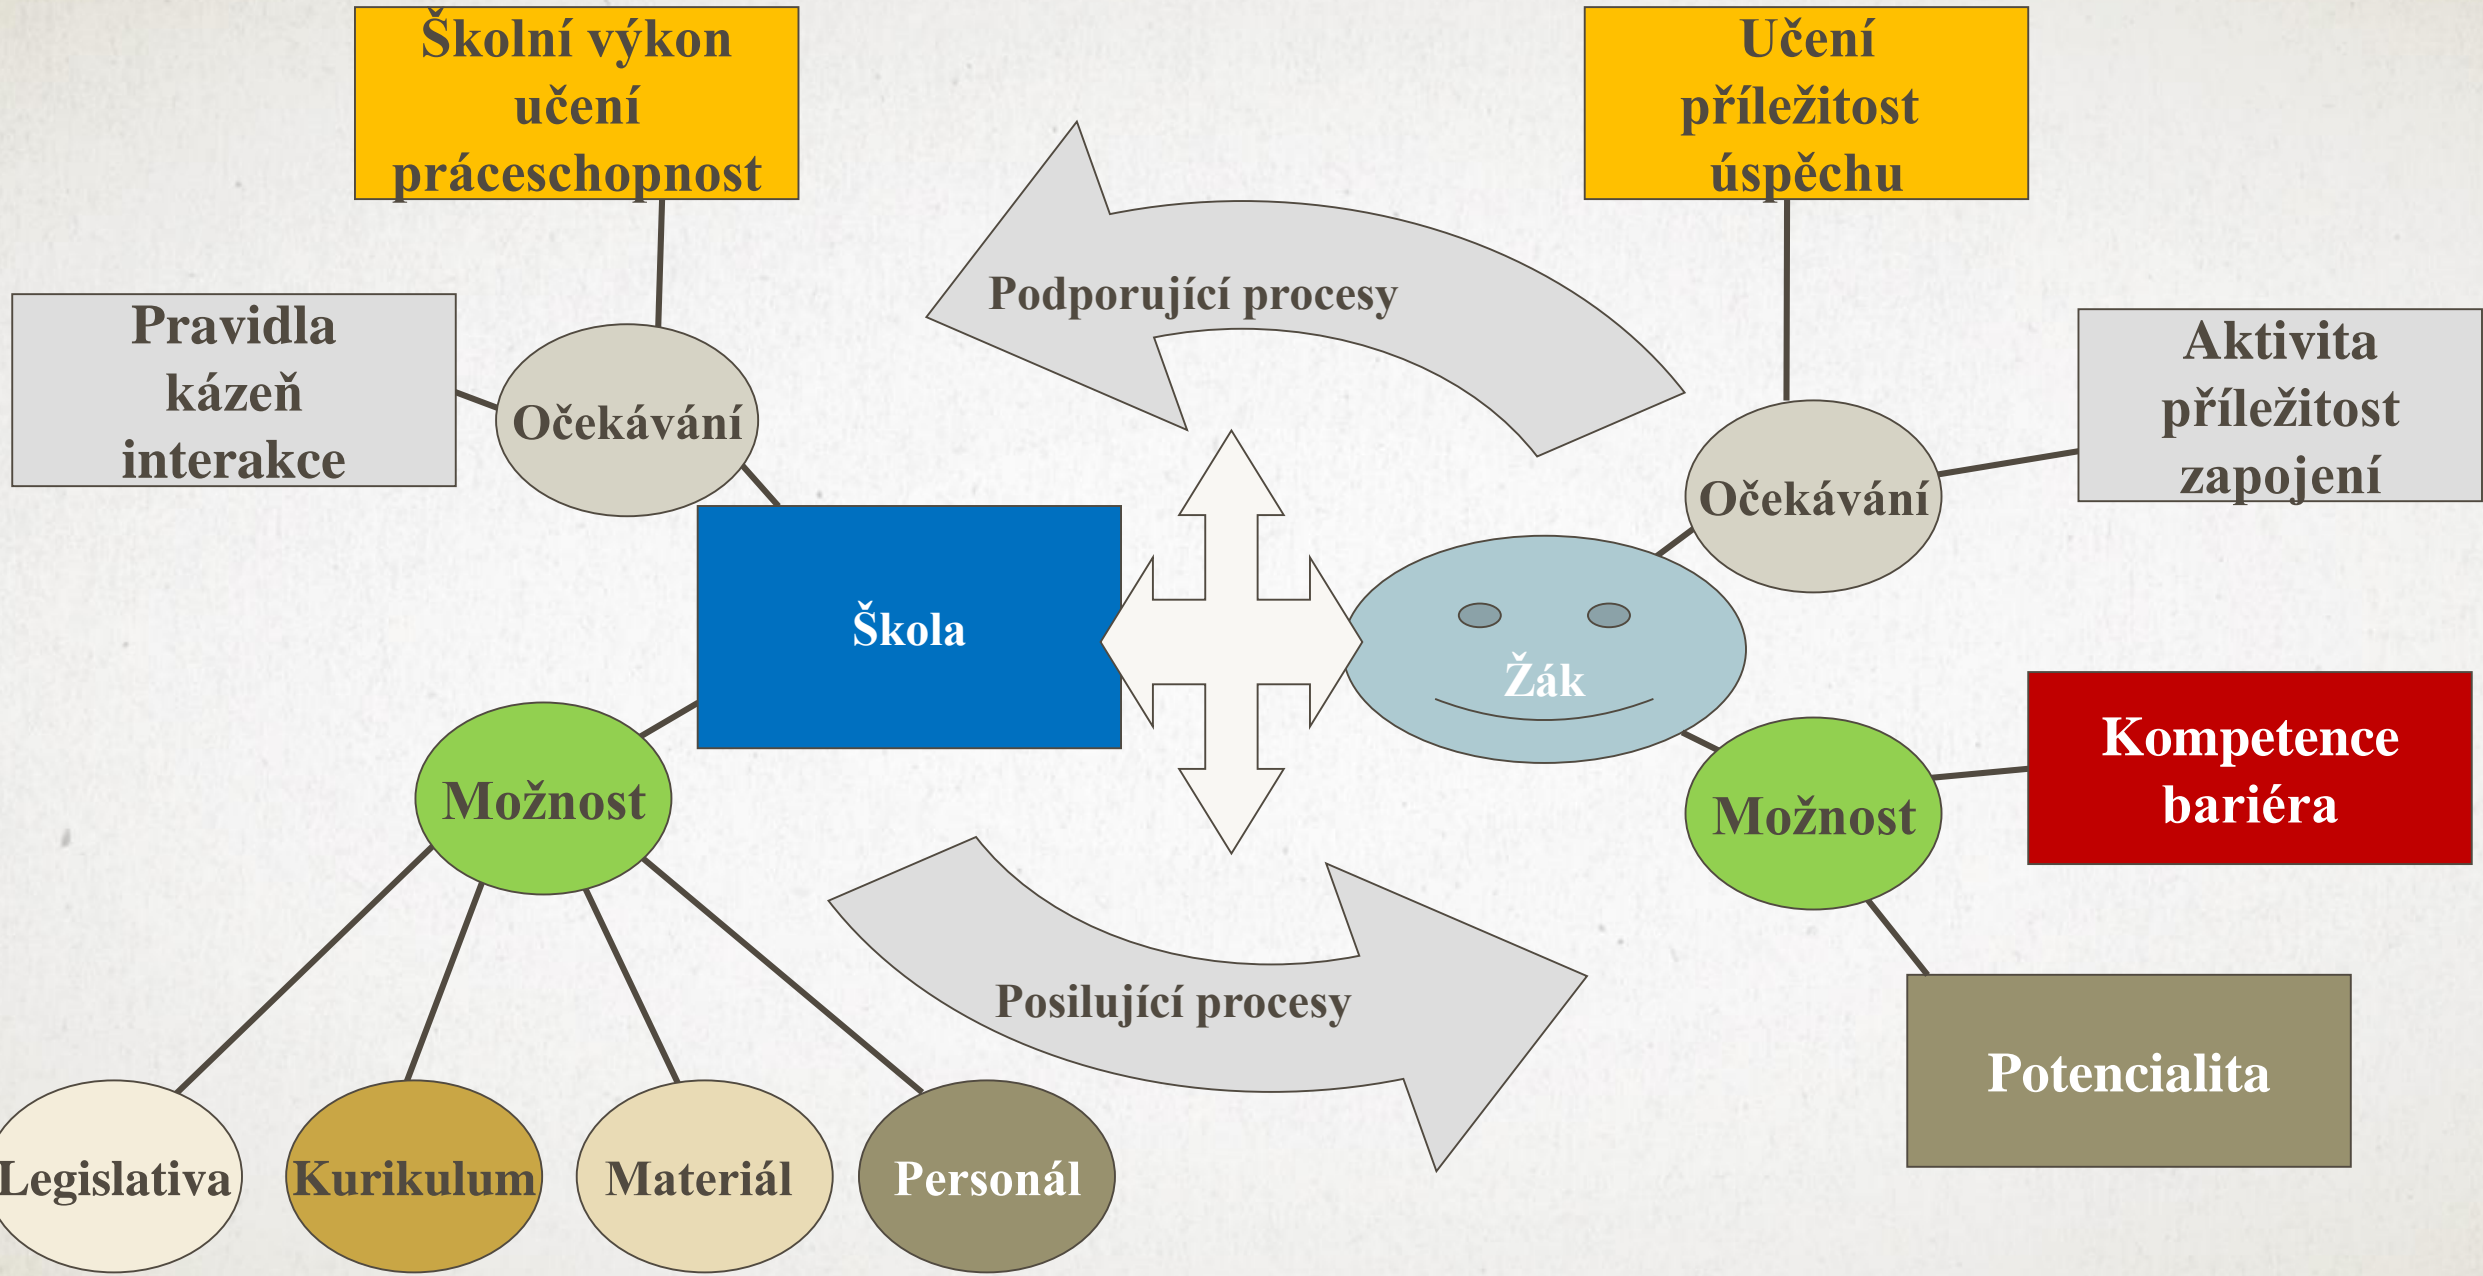 Školní výkon
učení
práceschopnost
Učení
příležitost
úspěchu
Podporující procesy
Pravidla
kázeň
interakce
Očekávání
Aktivita
příležitost
zapojení
Očekávání
Škola
Žák
Možnost
Kompetence
bariéra
Možnost
Posilující procesy
Potencialita
Legislativa
Kurikulum
Materiál
Personál